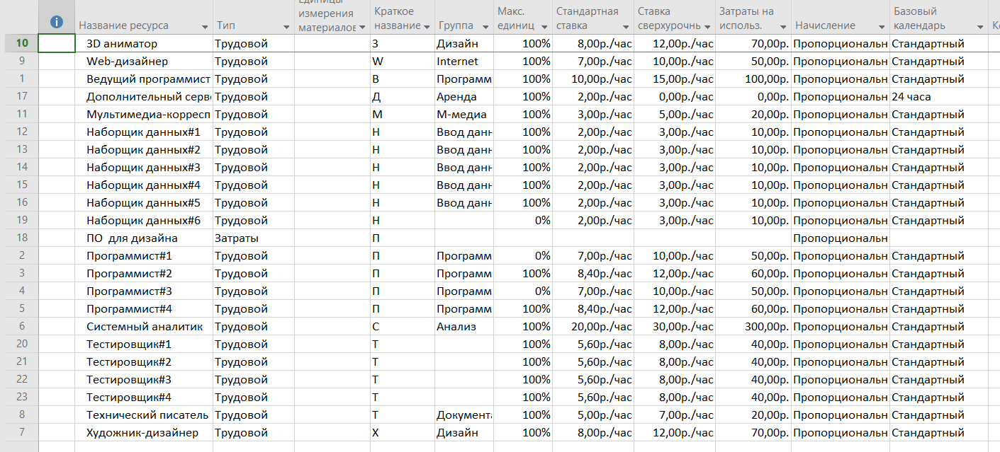 Единицы измерения материалов
Название ресурса Тип Краткое название Группа Макс. единиц Стандартная ставка Ставка сверхурочнь Затраты на использ. Начисление Базовый календарь
10 3D аниматор Трудовой 3 Дизайн 100% 8,00р./час 12,00р./час 70,00р. Пропорциональн Стандартный
9 Web-дизайнер Трудовой W Internet 100% 7,00р./час 10,00р./час 50,00р. Пропорциональн Стандартный
1 Ведущий программист Трудовой В Программ 100% 10,00р./час 15,00р./час 100,00р. Пропорциональн Стандартный
17 Дополнительный серв Трудовой Д Аренда 100% 2,00р./час 0,00р./час 0,00р. Пропорциональн 24 часа
11 Мультимедиа-корресп Трудовой М М-медиа 100% 3,00р./час 5,00р./час 20,00р. Пропорциональн Стандартный
12 Наборщик данных#1 Трудовой Н Ввод данн 100% 2,00р./час 3,00р./час 10,00р. Пропорциональн Стандартный
13 Наборщик данных#2 Трудовой Н Ввод данн 100% 2,00р./час 3,00р./час 10,00р. Пропорциональн Стандартный
14 Наборщик данных#3 Трудовой Н Ввод данн 100% 2,00р./час 3,00р./час 10,00р. Пропорциональн Стандартный
15 Наборщик данных#4 Трудовой Н Ввод данн 100% 2,00р./час 3,00р./час 10,00р. Пропорциональн Стандартный
16 Наборщик данных#5 Трудовой Н Ввод данн 100% 2,00р./час 3,00р./час 10,00р. Пропорциональн Стандартный
19 Наборщик данных#6 Трудовой Н 0% 2,00р./час 3,00р./час 10,00р. Пропорциональн Стандартный
18 ПО для дизайна Затраты П Пропорциональн
2 Программист#1 Трудовой П Программ 0% 7,00р./час 10,00р./час 50,00р. Пропорциональн Стандартный
3 Программист#2 Трудовой П Программ 100% 8,40р./час 12,00р./час 60,00р. Пропорциональн Стандартный
4 Программист#3 Трудовой П Программ 0% 7,00р./час 10,00р./час 50,00р. Пропорциональн Стандартный
5 Программист#4 Трудовой П Программ 100% 8,40р./час 12,00р./час 60,00р. Пропорциональн Стандартный
6 Системный аналитик Трудовой С Анализ 100% 20,00р./час 30,00р./час 300,00р. Пропорциональн Стандартный
20 Тестировщик#1 Трудовой Т 100% 5,60р./час 8,00р./час 40,00р. Пропорциональн Стандартный
21 Тестировщик#2 Трудовой Т 100% 5,60р./час 8,00р./час 40,00р. Пропорциональн Стандартный
22 Тестировщик#3 Трудовой Т 100% 5,60р./час 8,00р./час 40,00р. Пропорциональн Стандартный
23 Тестировщик#4 Трудовой Т 100% 5,60р./час 8,00р./час 40,00р. Пропорциональн Стандартный
8 Технический писатель Трудовой Т Документа 100% 5,00р./час 7,00р./час 20,00р. Пропорциональн Стандартный
7 Художник-дизайнер Трудовой Х Дизайн 100% 8,00р./час 12,00р./час 70,00р. Пропорциональн Стандартный